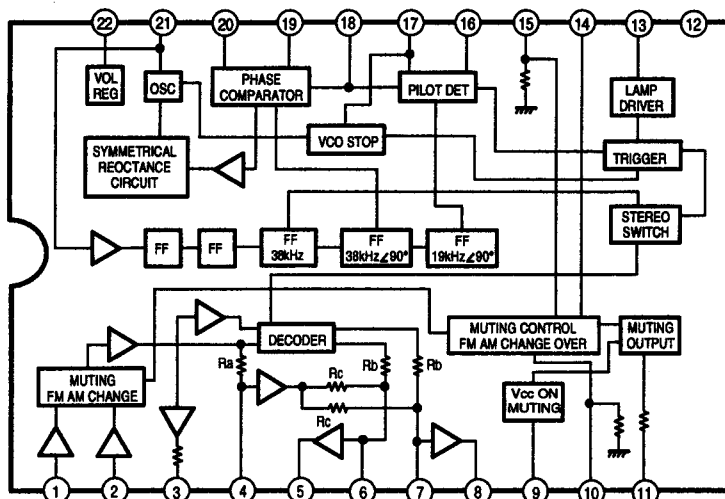 22 21 20 19 18 17 16 15 14 13 12
VOL
REG
OSC
PHASE
COMPARATOR
PILOT DET
LAMP
DRIVER
VCO STOP
SYMMETRICAL
REOCTANCE
CIRCUIT
TRIGGER
STEREO
SWITCH
FF
FF
FF
38kHz
FF
38kHz∠90°
FF
19kHz∠90°
DECODER
MUTING CONTROL
FM AM CHANGE OVER
MUTING
OUTPUT
Ra
Rc
Rb
Rb
MUTING
FM AM CHANGE
Rc
Vcc ON
MUTING
1 2 3 4 5 6 7 8 9 10 11